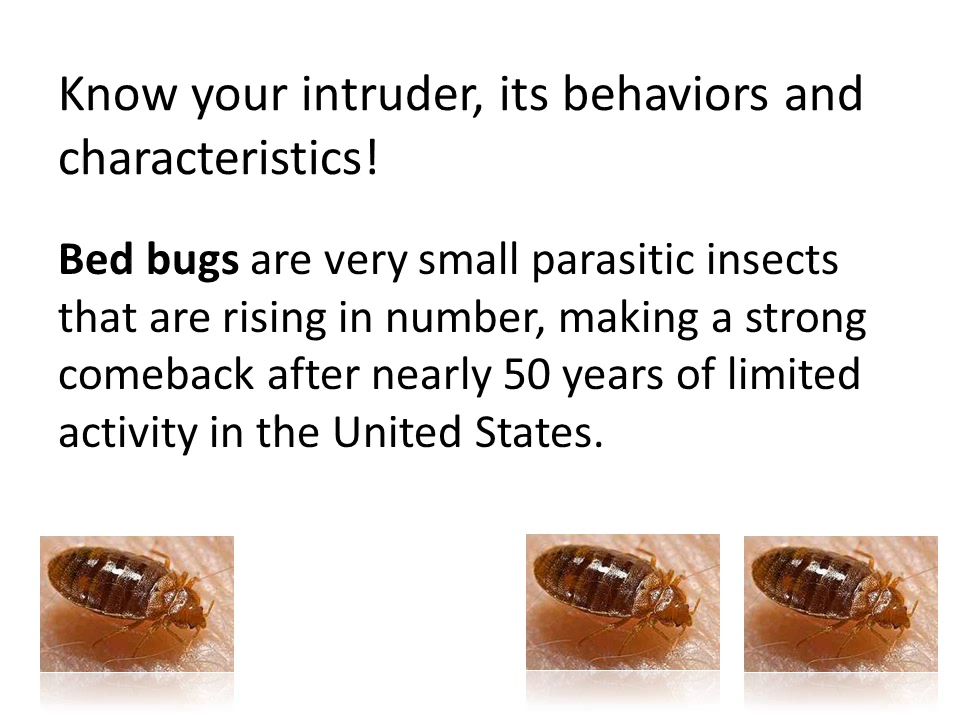 Know your intruder, its behaviors and
characteristics!
Bed bugs are very small parasitic insects
that are rising in number, making a strong
comeback after nearly 50 years of limited
activity in the United States.